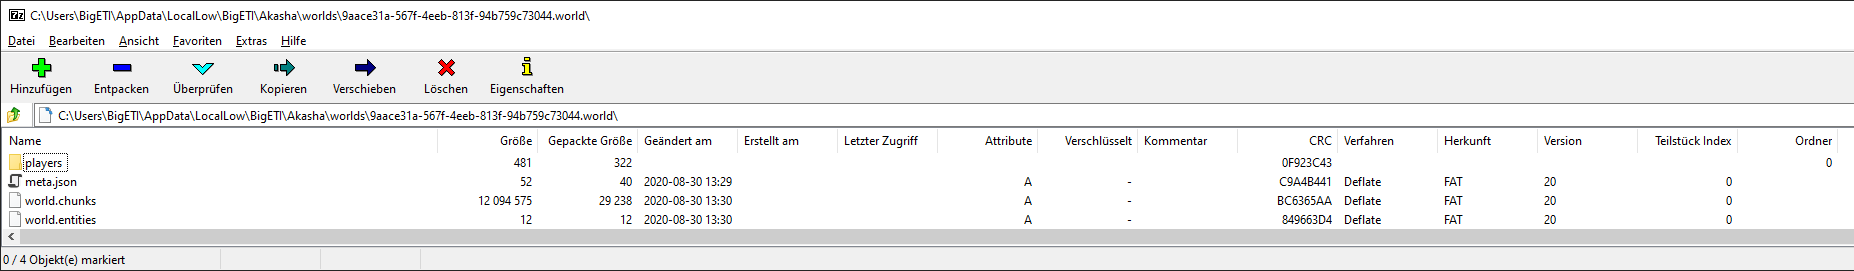 7z C:\Users\BigETI\AppData\LocalLow\BigETI\Akasha\worlds\9aace31a-567f-4eeb-813f-94b759c73044.world\
Datei Bearbeiten Ansicht Favoriten Extras Hilfe
Hinzufügen Entpacken Überprüfen Kopieren Verschieben Löschen Eigenschaften
C:\Users\BigETI\AppData\LocalLow\BigETI\Akasha\worlds\9aace31a-567f-4eeb-813f-94b759c73044.world\
Name Größe Gepackte Größe Geändert am Erstellt am Letzter Zugriff Attribute Verschlüsselt Kommentar CRC Verfahren Herkunft Version Teilstück Index Ordner
players 481 322 0F923C43 0
meta.json 52 40 2020-08-30 13:29 A - C9A4B441 Deflate FAT 20 0
world.chunks 12 094 575 29 238 2020-08-30 13:30 A - BC6365AA Deflate FAT 20 0
world.entities 12 12 2020-08-30 13:30 A - 849663D4 Deflate FAT 20 0
0 / 4 Objekt(e) markiert